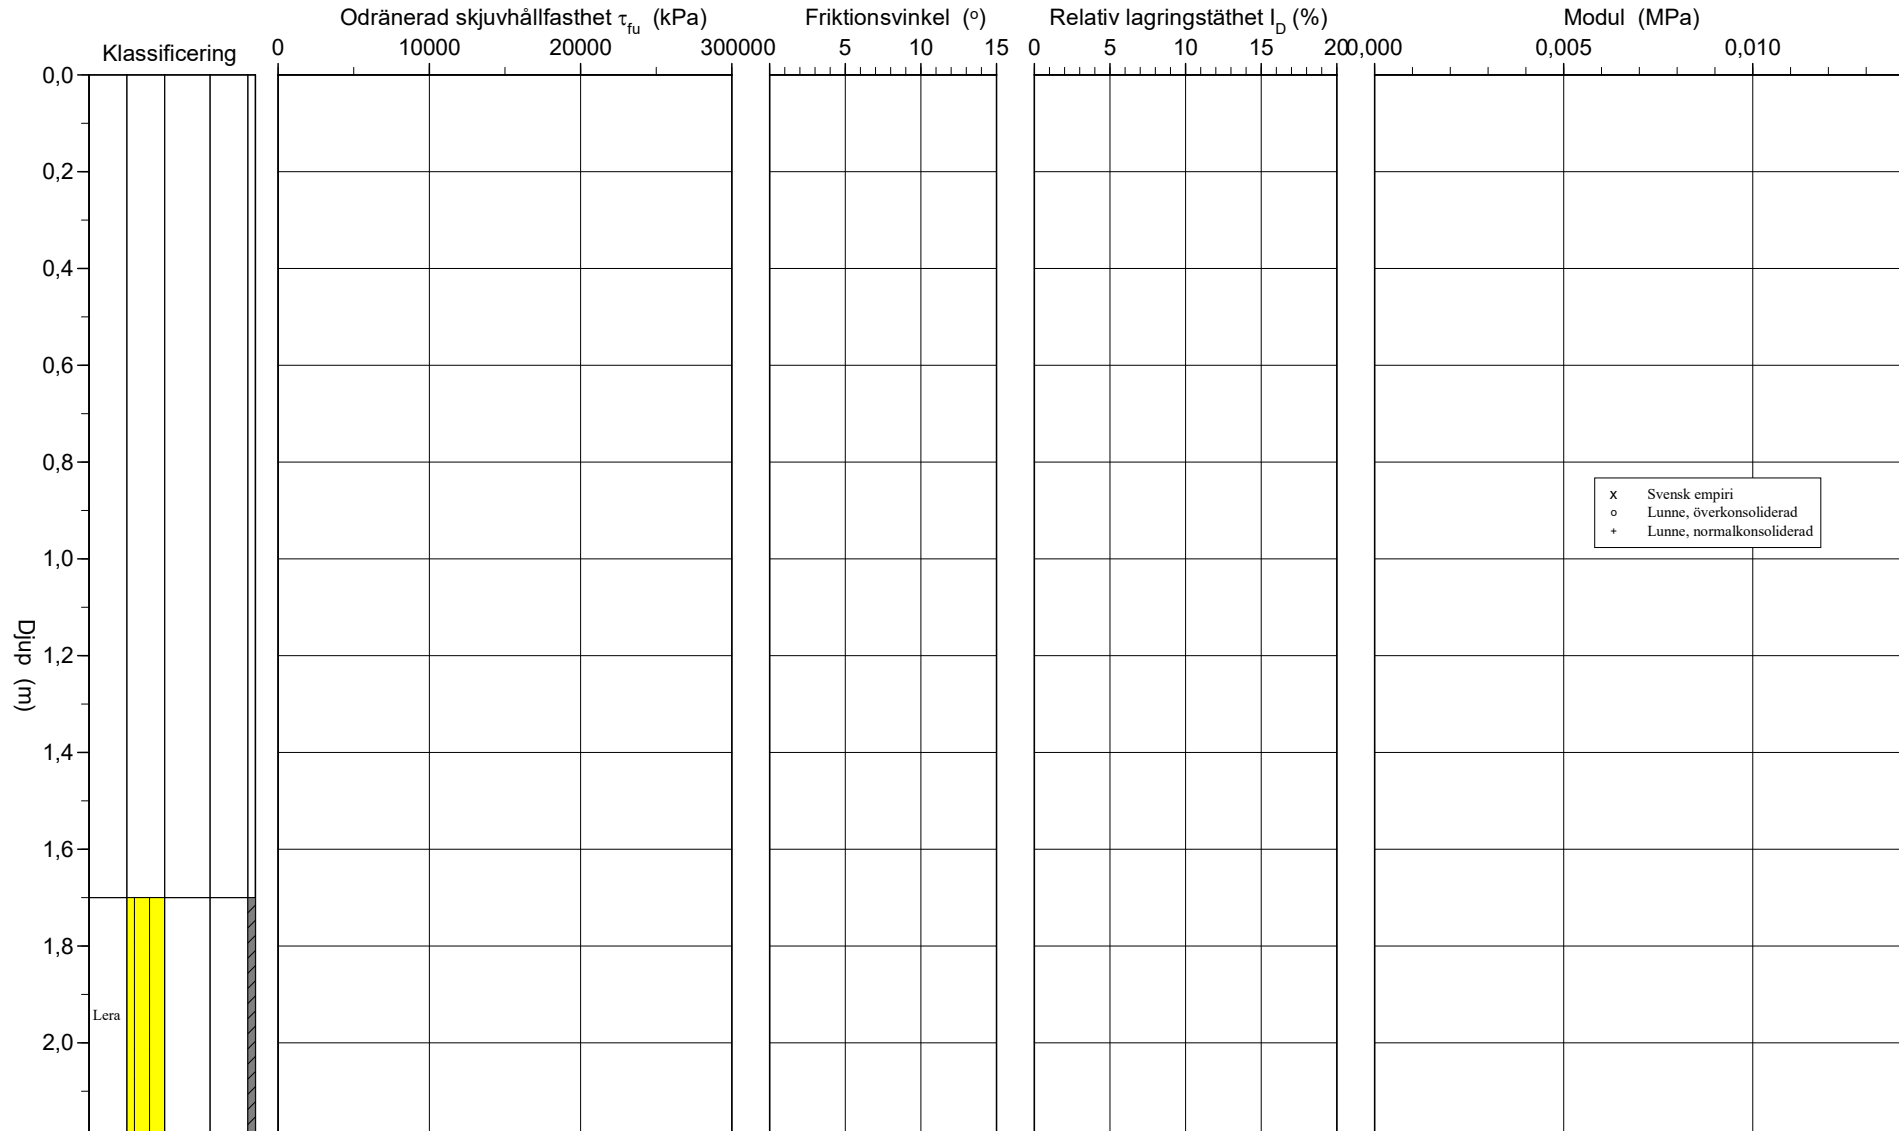 Odränerad skjuvhållfasthet τfu (kPa) Friktionsvinkel (o) Relativ lagringstäthet ID (%) Modul (MPa)
Klassificering 0 10000 20000 300000 0 5 10 15 0 5 10 15 20 0,000 0,005 0,010
0,0
0,2
0,4
0,6
0,8
x Svensk empiri
o Lunne, överkonsoliderad
+ Lunne, normalkonsoliderad
1,0
Djup (m)
1,2
1,4
1,6
1,8
Lera
2,0